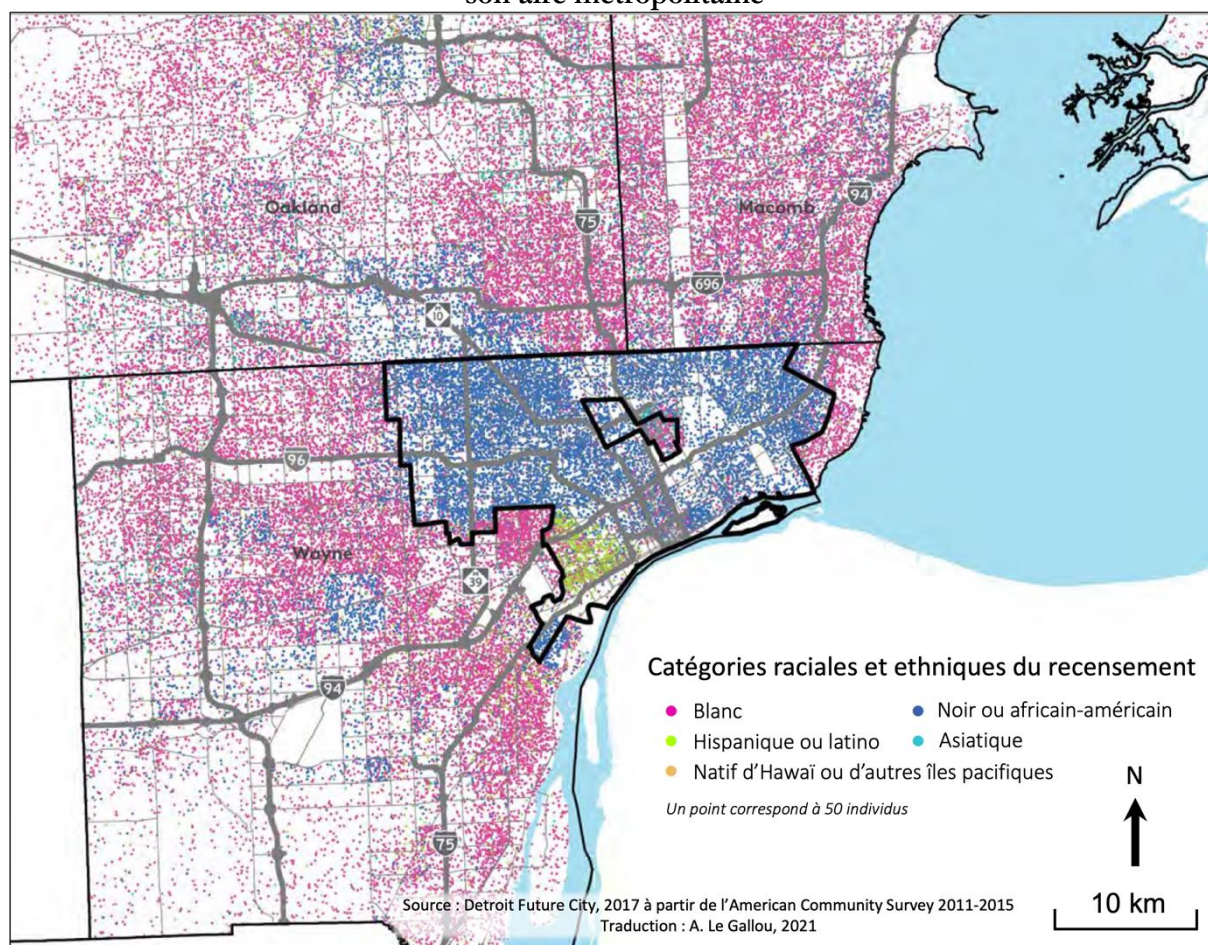 son aire métropolitaine
Oakland
Macomb
75
94
696
10
96
Wayne
39
94
75
Catégories raciales et ethniques du recensement
Blanc
Noir ou africain-américain
Hispanique ou latino
Asiatique
Natif d’Hawaï ou d’autres îles pacifiques
Un point correspond à 50 individus
N
10 km
Source : Detroit Future City, 2017 à partir de l’American Community Survey 2011-2015
Traduction : A. Le Gallou, 2021